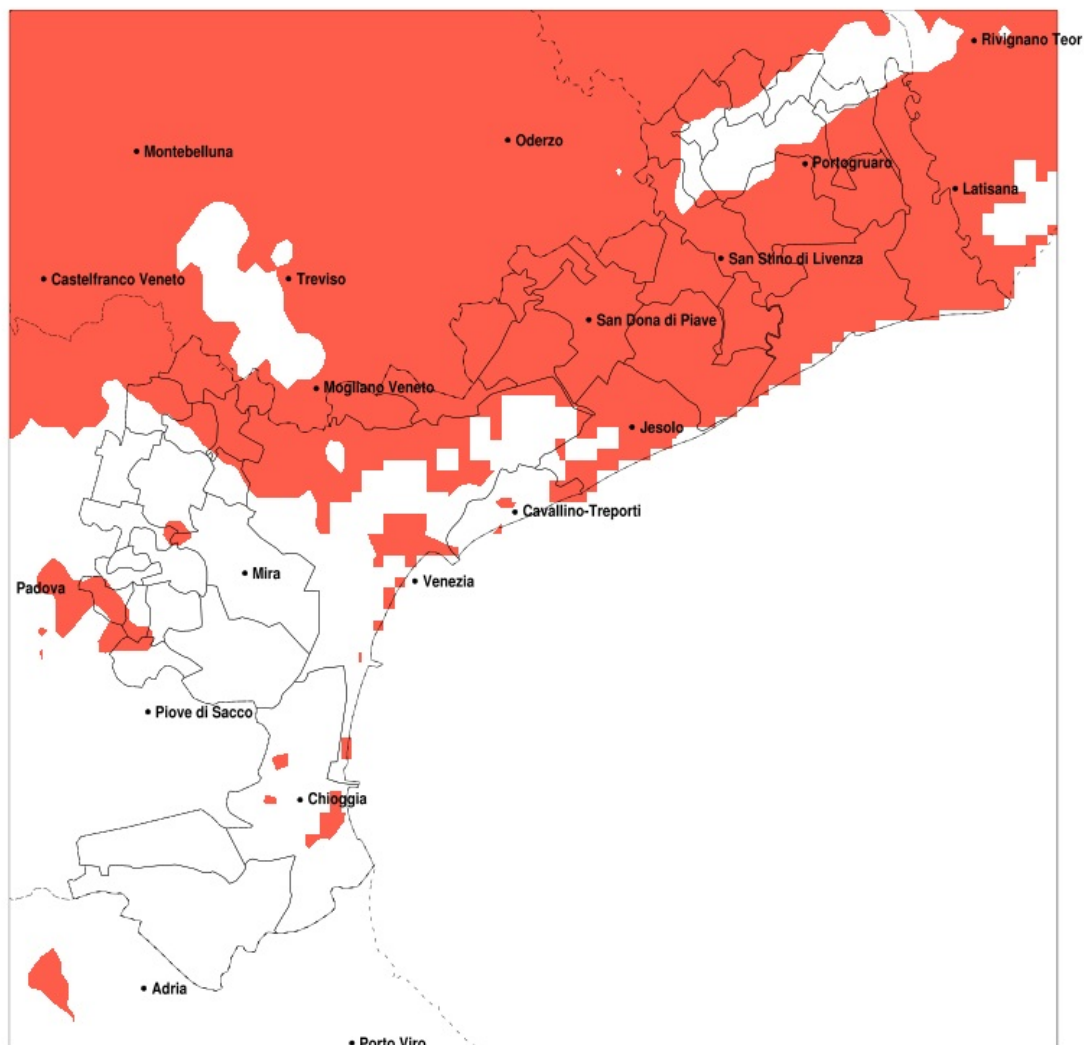 Rivignano Teor
Oderzo
Montebelluna
Portogruaro
Latisana
San Stino di Livenza
Castelfranco Veneto
Treviso
San Dona di Piave
Mogliano Veneto
Jesolo
Cavallino-Treporti
Mira
Venezia
Padova
Piove di Sacco
Chioggia
Adria
Porto Viro